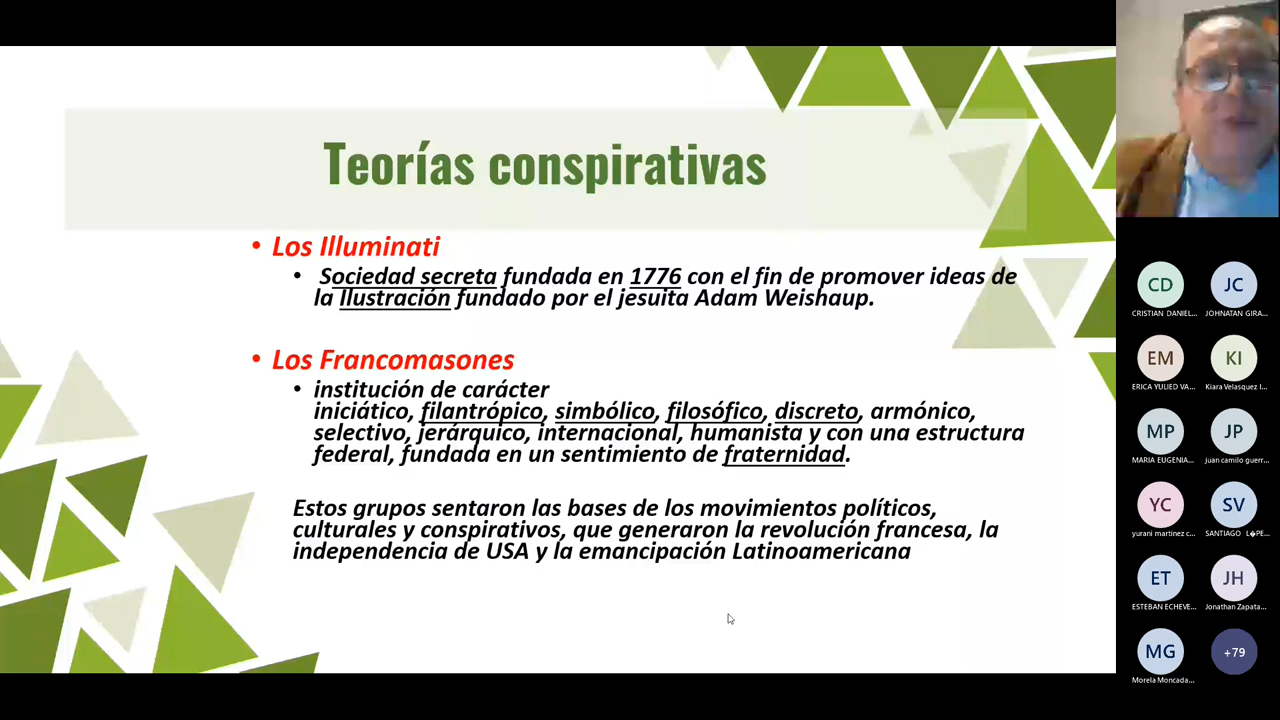 Teorías conspirativas
• Los Illuminati
• Sociedad secreta fundada en 1776 con el fin de promover ideas de
la Ilustración fundado por el jesuita Adam Weishaup.
• Los Francomasones
• institución de carácter
iniciático, filantrópico, simbólico, filosófico, discreto, armónico,
selectivo, jerárquico, internacional, humanista y con una estructura
federal, fundada en un sentimiento de fraternidad.
Estos grupos sentaron las bases de los movimientos políticos,
culturales y conspirativos, que generaron la revolución francesa, la
independencia de USA y la emancipación Latinoamericana
CD JC
CRISTIAN DANIEL... JOHNATAN GIRA...
EM KI
ERICA YULIED VA... Kiara Velasquez I...
MP JP
MARIA EUGENIA... juan camilo guerr...
YC SV
yurani martinez c... SANTIAGO L�PE...
ET JH
ESTEBAN ECHEVE... Jonathan Zapata...
MG +79
Morela Moncada...